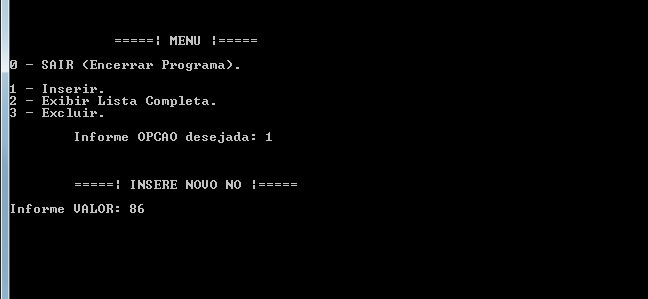 =====¦ MENU ¦=====
0 - SAIR (Encerrar Programa).
1 - Inserir.
2 - Exibir Lista Completa.
3 - Excluir.
Informe OPCAO desejada: 1
=====¦ INSERE NOVO NO ¦=====
Informe VALOR: 86